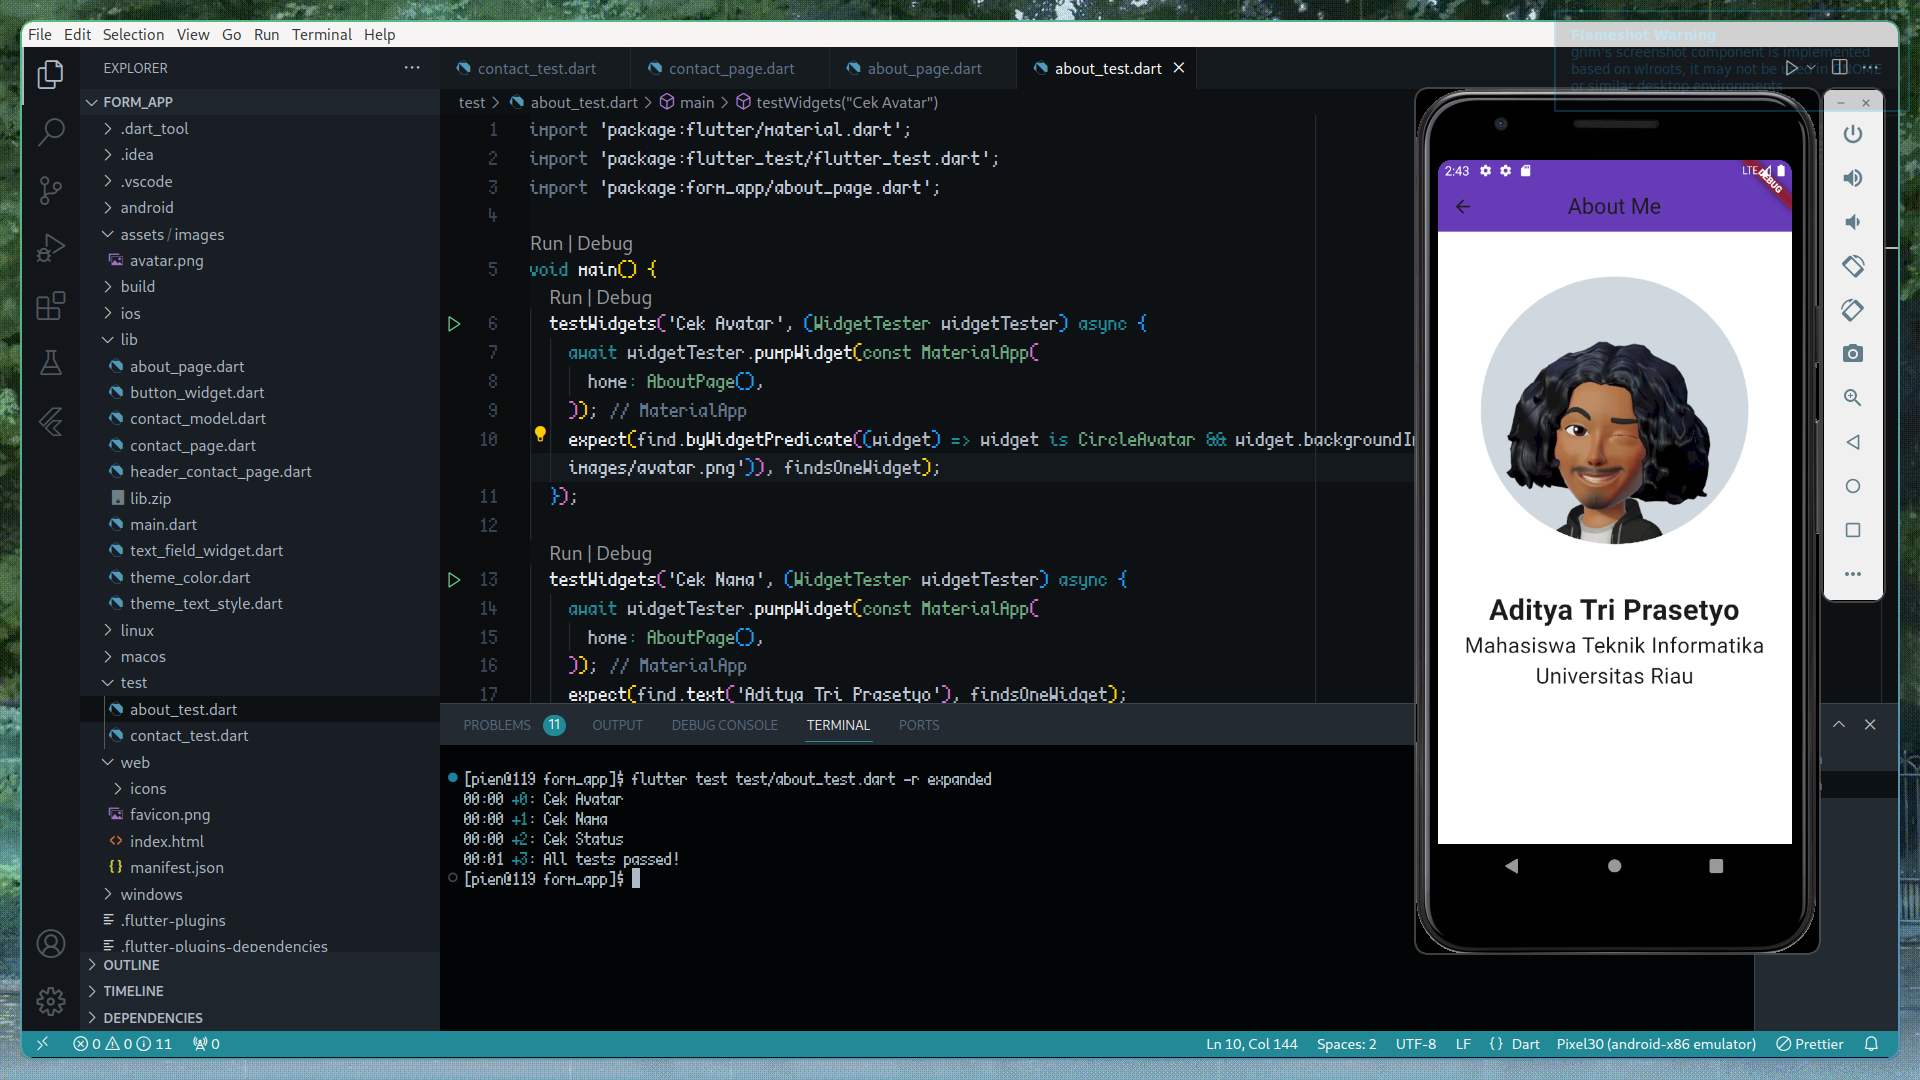 File Edit Selection View Go Run Terminal Help
Flameshot Warning
grim's screenshot component is implemented
based on wlroots, it may not be used in GNOME
or similar desktop environments
EXPLORER
FORM_APP
.dart_tool
.idea
.vscode
android
assets / images
avatar.png
build
ios
lib
about_page.dart
button_widget.dart
contact_model.dart
contact_page.dart
header_contact_page.dart
lib.zip
main.dart
text_field_widget.dart
theme_color.dart
theme_text_style.dart
linux
macos
test
about_test.dart
contact_test.dart
web
icons
favicon.png
index.html
manifest.json
windows
.flutter-plugins
.flutter-plugins-dependencies
OUTLINE
TIMELINE
DEPENDENCIES
contact_test.dart contact_page.dart about_page.dart about_test.dart
test > about_test.dart > main > testWidgets("Cek Avatar")
1 import 'package:flutter/material.dart';
2 import 'package:flutter_test/flutter_test.dart';
3 import 'package:form_app/about_page.dart';
4
Run | Debug
5 void main() {
Run | Debug
6 testWidgets('Cek Avatar', (WidgetTester widgetTester) async {
7 await widgetTester.pumpWidget(const MaterialApp(
8 home: AboutPage(),
9 )); // MaterialApp
10 expect(find.byWidgetPredicate((widget) => widget is CircleAvatar && widget.backgroundI
images/avatar.png')), findsOneWidget);
11 });
12
Run | Debug
13 testWidgets('Cek Nama', (WidgetTester widgetTester) async {
14 await widgetTester.pumpWidget(const MaterialApp(
15 home: AboutPage(),
16 )); // MaterialApp
17 expect(find.text('Aditya Tri Prasetyo'), findsOneWidget);
PROBLEMS 11 OUTPUT DEBUG CONSOLE TERMINAL PORTS
[pien@119 form_app]$ flutter test test/about_test.dart -r expanded
00:00 +0: Cek Avatar
00:00 +1: Cek Nama
00:00 +2: Cek Status
00:01 +3: All tests passed!
[pien@119 form_app]$
2:43 LTE
DEBUG
About Me
Aditya Tri Prasetyo
Mahasiswa Teknik Informatika
Universitas Riau
0 0 11 0 Ln 10, Col 144 Spaces: 2 UTF-8 LF {} Dart Pixel30 (android-x86 emulator) Prettier